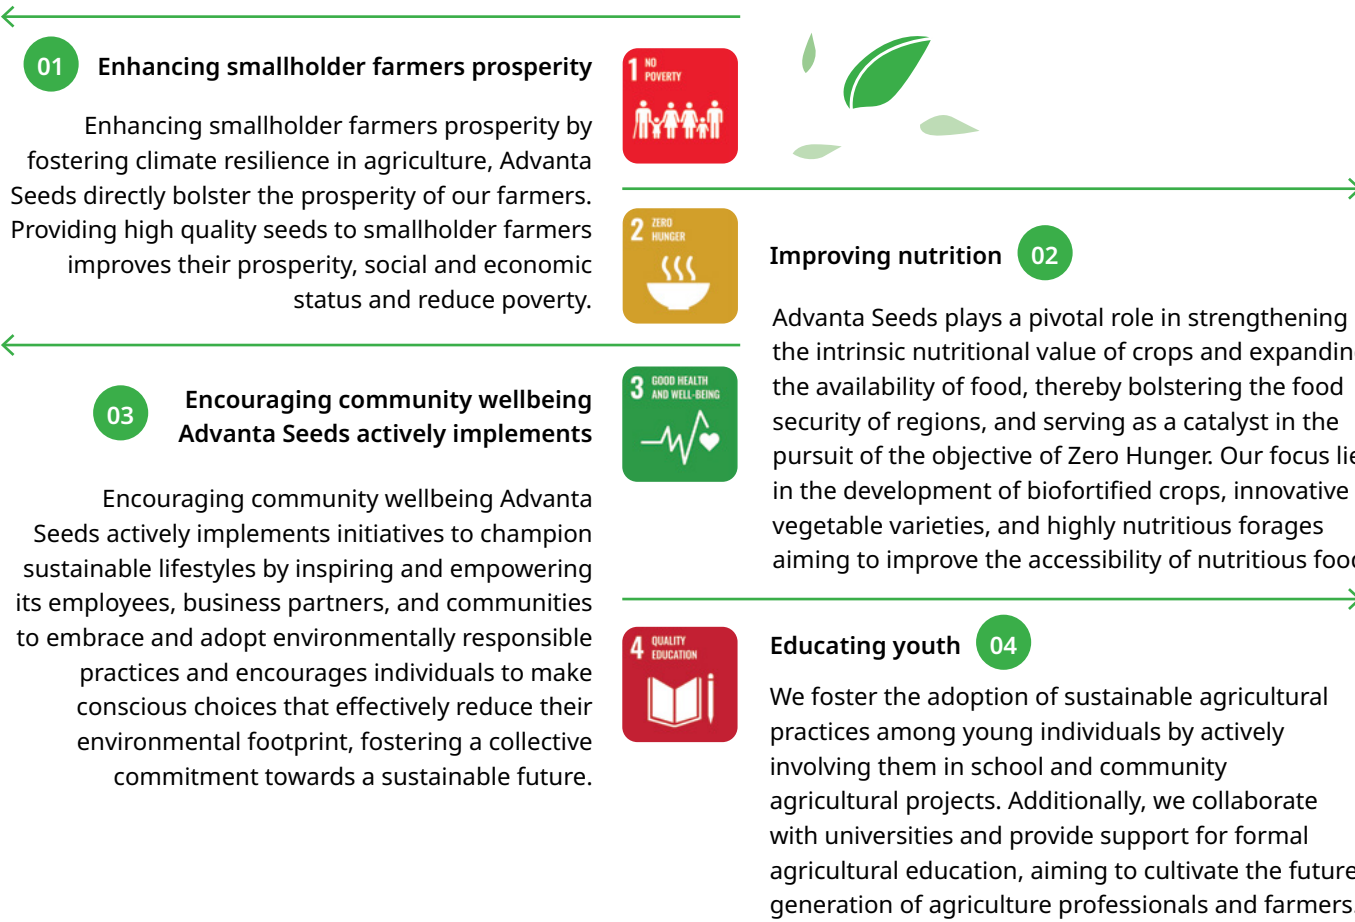 01 Enhancing smallholder farmers prosperity
Enhancing smallholder farmers prosperity by
fostering climate resilience in agriculture, Advanta
Seeds directly bolster the prosperity of our farmers.
Providing high quality seeds to smallholder farmers
improves their prosperity, social and economic
status and reduce poverty.
1 NO
POVERTY
2 ZERO
HUNGER
Improving nutrition 02
Advanta Seeds plays a pivotal role in strengthening
the intrinsic nutritional value of crops and expandin
the availability of food, thereby bolstering the food
security of regions, and serving as a catalyst in the
pursuit of the objective of Zero Hunger. Our focus lie
in the development of biofortified crops, innovative
vegetable varieties, and highly nutritious forages
aiming to improve the accessibility of nutritious foo
03 Encouraging community wellbeing
Advanta Seeds actively implements
Encouraging community wellbeing Advanta
Seeds actively implements initiatives to champion
sustainable lifestyles by inspiring and empowering
its employees, business partners, and communities
to embrace and adopt environmentally responsible
practices and encourages individuals to make
conscious choices that effectively reduce their
environmental footprint, fostering a collective
commitment towards a sustainable future.
3 GOOD HEALTH
AND WELL-BEING
4 QUALITY
EDUCATION
Educating youth 04
We foster the adoption of sustainable agricultural
practices among young individuals by actively
involving them in school and community
agricultural projects. Additionally, we collaborate
with universities and provide support for formal
agricultural education, aiming to cultivate the future
generation of agriculture professionals and farmers